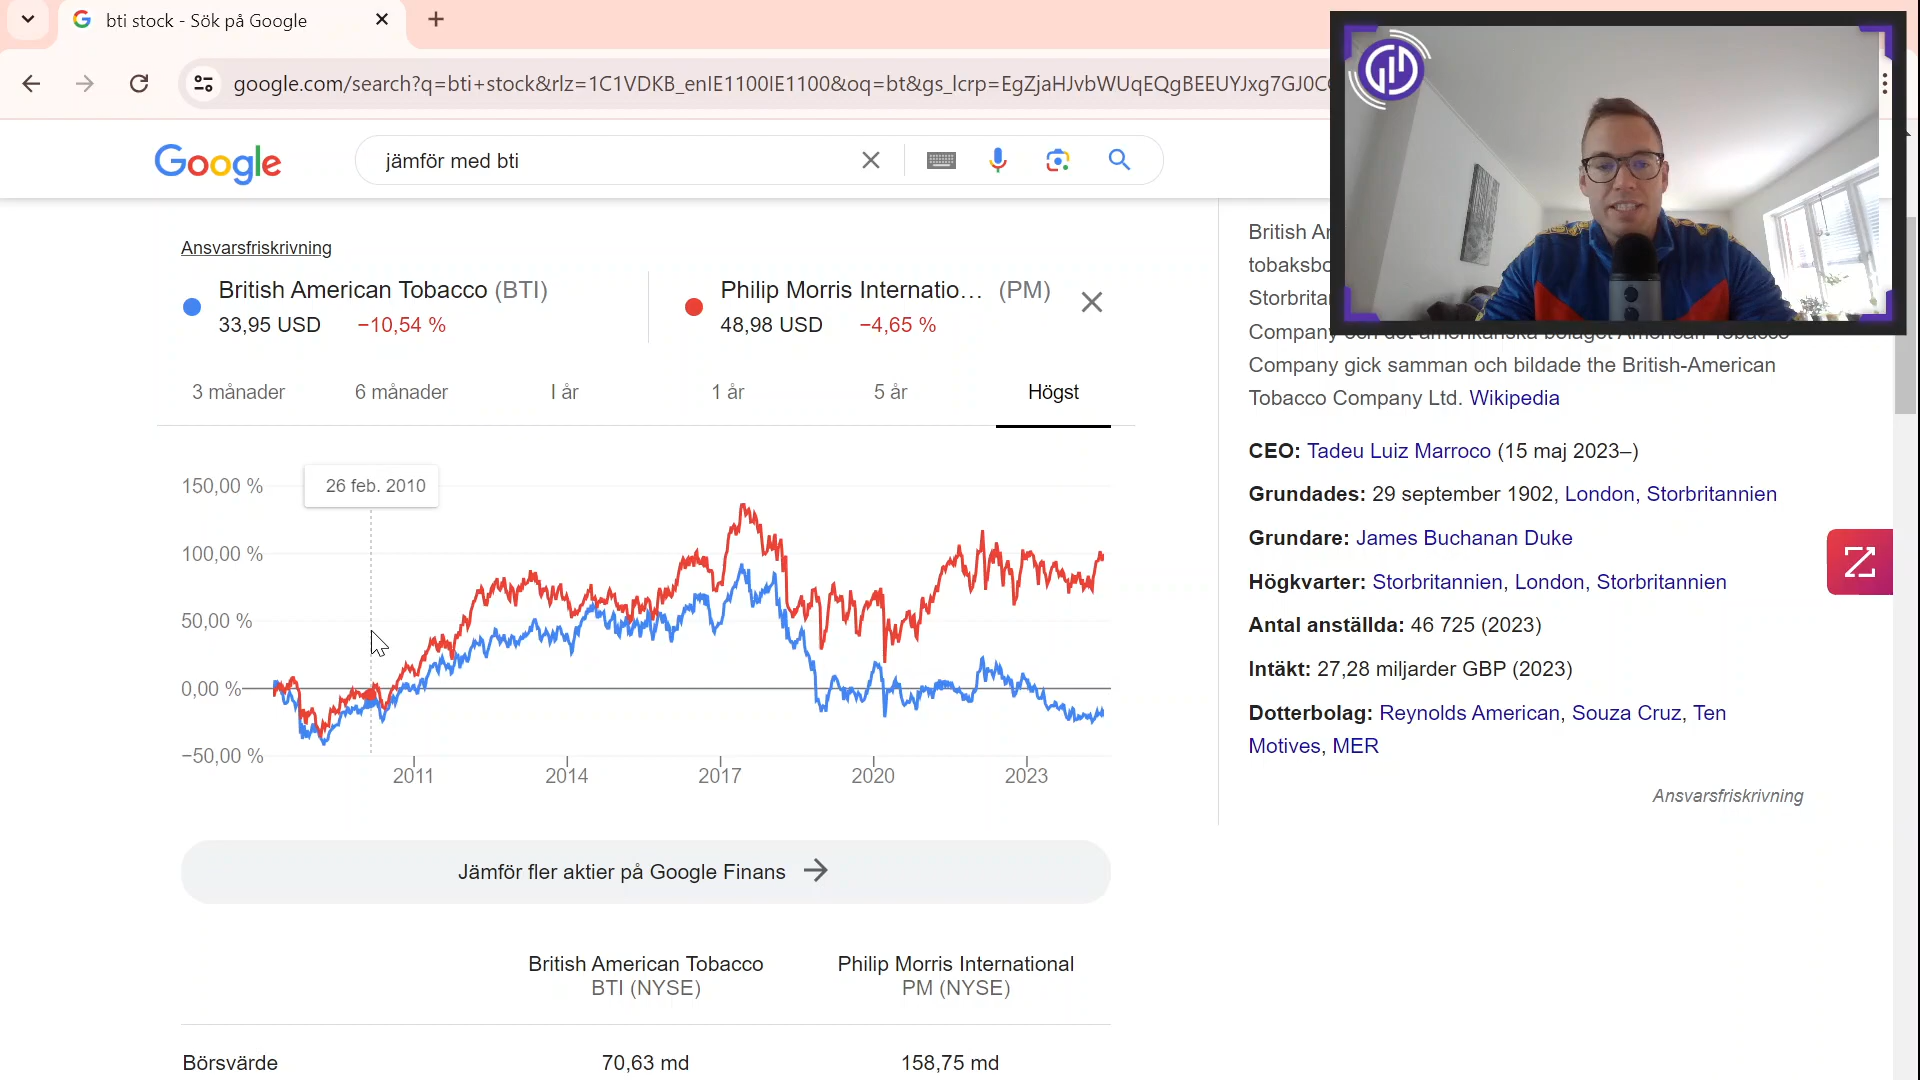 bti stock - Sök på Google
google.com/search?q=bti+stock&rlz=1C1VDKB_enIE1100IE1100&oq=bt&gs_lcrp=EgZjaHJvbWUqEQgBEEUYJxg7GJ0C
Google
jämför med bti
Ansvarsfriskrivning
British American Tobacco (BTI)
33,95 USD −10,54 %
Philip Morris Internatio... (PM)
48,98 USD −4,65 %
3 månader 6 månader I år 1 år 5 år Högst
26 feb. 2010
150,00 %
100,00 %
50,00 %
0,00 %
−50,00 %
2011 2014 2017 2020 2023
Jämför fler aktier på Google Finans
British American Tobacco
BTI (NYSE)
Philip Morris International
PM (NYSE)
Börsvärde 70,63 md 158,75 md
British
Company och det amerikanska bolaget American Tobacco
Company gick samman och bildade the British-American
Tobacco Company Ltd. Wikipedia
CEO: Tadeu Luiz Marroco (15 maj 2023–)
Grundades: 29 september 1902, London, Storbritannien
Grundare: James Buchanan Duke
Högkvarter: Storbritannien, London, Storbritannien
Antal anställda: 46 725 (2023)
Intäkt: 27,28 miljarder GBP (2023)
Dotterbolag: Reynolds American, Souza Cruz, Ten
Motives, MER
Ansvarsfriskrivning